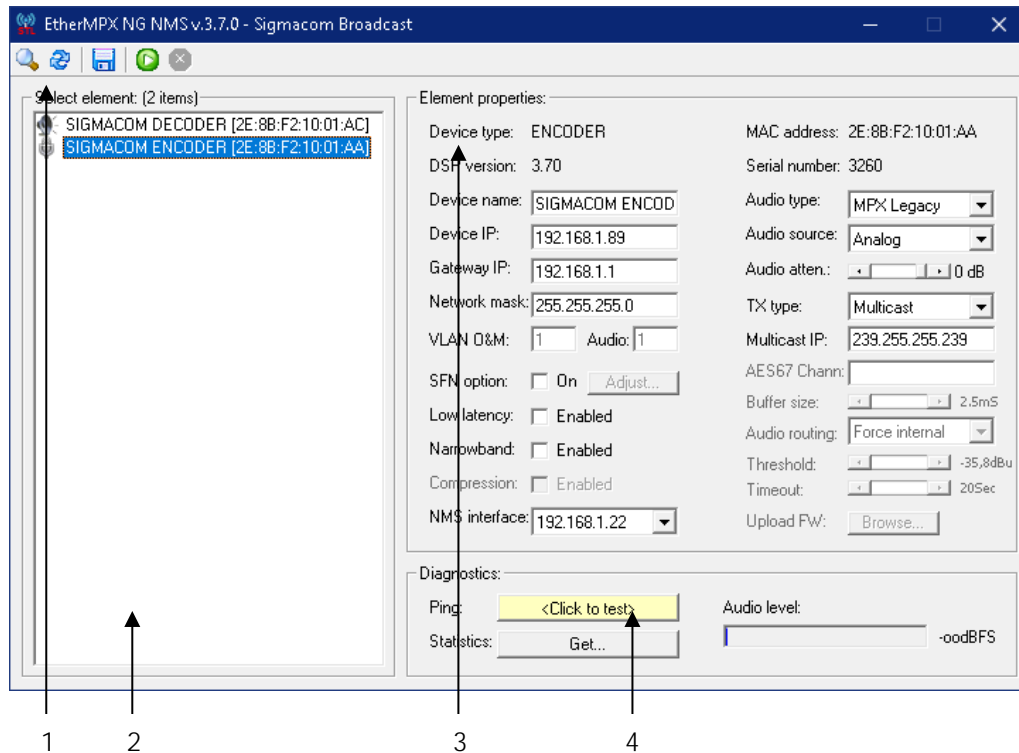 EtherMPX NG NMS v.3.7.0 - Sigmacom Broadcast
STL
Select element: (2 items)
SIGMACOM DECODER [2E:8B:F2:10:01:AC]
SIGMACOM ENCODER [2E:8B:F2:10:01:AA]
Element properties:
Device type: ENCODER
DSP version: 3.70
Device name: SIGMACOM ENCOD
Device IP: 192.168.1.89
Gateway IP: 192.168.1.1
Network mask: 255.255.255.0
VLAN O&M: 1 Audio: 1
SFN option: On Adjust...
Low latency: Enabled
Narrowband: Enabled
Compression: Enabled
NMS interface: 192.168.1.22
MAC address: 2E:8B:F2:10:01:AA
Serial number: 3260
Audio type: MPX Legacy
Audio source: Analog
Audio atten.: 0 dB
TX type: Multicast
Multicast IP: 239.255.255.239
AES67 Chann:
Buffer size: 2.5mS
Audio routing: Force internal
Threshold: -35,8dBu
Timeout: 20Sec
Upload FW: Browse...
Diagnostics:
Ping: <Click to test>
Statistics: Get...
Audio level:
-oodBFS
1 2 3 4